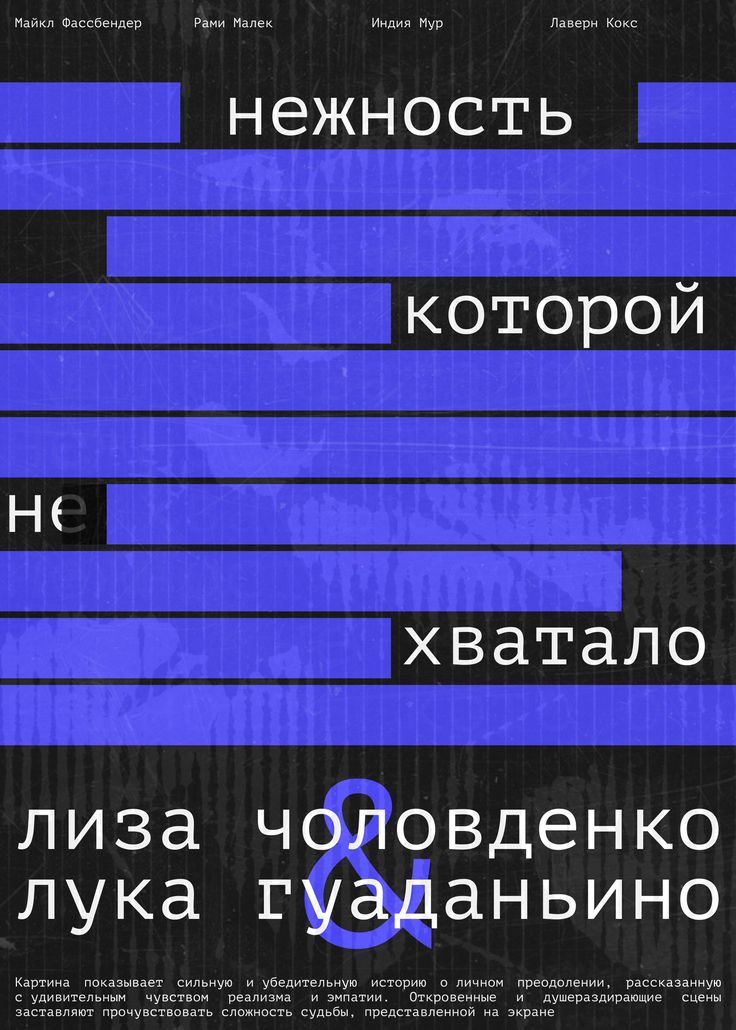 Майкл Фассбендер Рами Малек Индия Мур Лаверн Кокс
нежность
которой
не
хватало
лиза чоловденко
&
лука гуаданьино
Картина показывает сильную и убедительную историю о личном преодолении, рассказанную
с удивительным чувством реализма и эмпатии. Откровенные и душераздирающие сцены
заставляют прочувствовать сложность судьбы, представленной на экране